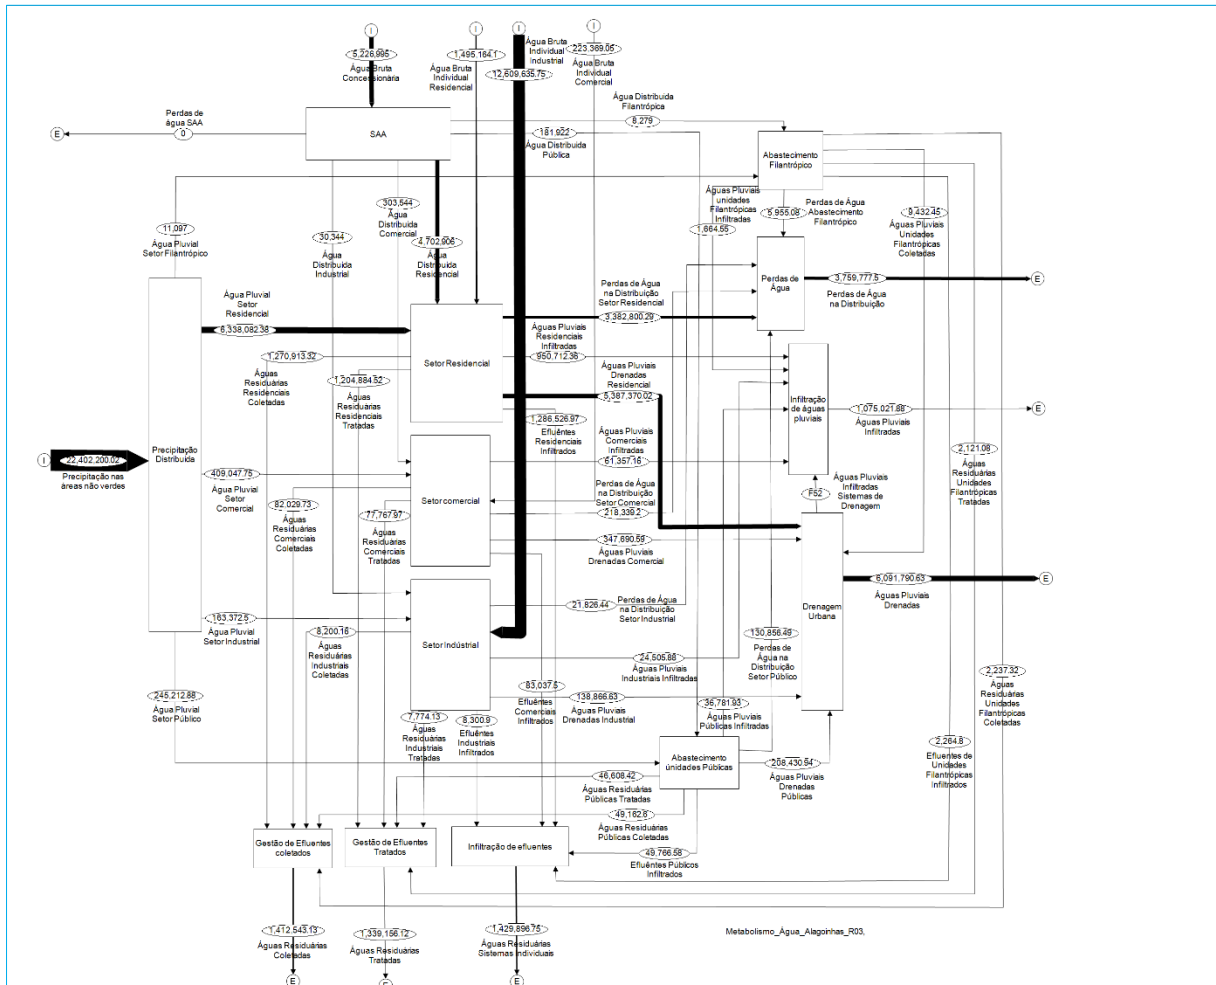 I
I
I
I
5,226,995
Água Bruta
Concensionária
1,495,164.1
Água Bruta
Individual
Residencial
Água Bruta
Individual
Industrial
12,609,635.75
223,369.05
Água Bruta
Individual
Comercial
Perdas de
água SAA
E
0
SAA
181,922
Água Distribuida
Pública
Água Distribuida
Filantrópica
8,279
Abastecimento
Filantrópico
11,097
Água Pluvial
Setor Filantrópico
30,344
Água
Distribuida
Industrial
303,544
Água
Distribuida
Comercial
4,702,906
Água
Distribuida
Residencial
Águas Pluviais
unidades
Filantrópicas
Infiltradas
1,664.55
5,955.08
Perdas de Água
Abastecimento
Filantrópico
9,432.45
Águas Pluviais
Unidades
Filantrópicas
Coletadas
Água Pluvial
Setor
Residencial
6,338,082.38
Setor Residencial
Perdas de Água
na Distribuição
Setor Residencial
3,382,800.29
Perdas de
Água
3,759,777.5
Perdas de Água
na Distribuição
E
1,270,913.32
Águas
Residuárias
Residenciais
Coletadas
1,204,884.52
Águas
Residuárias
Residenciais
Tratadas
Águas Pluviais
Residenciais
Infiltradas
950,712.36
Águas Pluviais
Drenadas
Residencial
5,387,370.02
1,286,526.97
Efluêntes
Residenciais
Infiltrados
Infiltração
de águas
pluviais
1,075,021.88
Águas Pluviais
Infiltradas
E
I
22,402,200.02
Precipitação nas
áreas não verdes
Precipitação
Distribuida
409,047.75
Água Pluvial
Setor
Comercial
82,029.73
Águas
Residuárias
Comerciais
Coletadas
77,767.97
Águas
Residuárias
Comerciais
Tratadas
Setor comercial
Águas Pluviais
Comerciais
Infiltradas
61,357.16
Perdas de Água
na Distribuição
Setor Comercial
218,339.2
347,690.59
Águas Pluviais
Drenadas Comercial
F52
Águas Pluviais
Infiltradas
Sistemas de
Drenagem
2,121.08
Águas
Residuárias
Unidades
Filantrópicas
Tratadas
163,372.5
Água Pluvial
Setor Industrial
8,200.16
Águas
Residuárias
Industriais
Coletadas
Setor Indústrial
21,826.44
Perdas de Água
na Distribuição
Setor Industrial
24,505.88
Águas Pluviais
Industriais Infiltradas
138,866.63
Águas Pluviais
Drenadas Industrial
Drenagem
Urbana
6,091,790.63
Águas Pluviais
Drenadas
E
130,856.49
Perdas de
Água na
Distribuição
Setor Público
245,212.88
Água Pluvial
Setor Público
7,774.13
Águas
Residuárias
Industriais
Tratadas
8,300.9
Efluêntes
Industriais
Infiltrados
83,037.5
Efluêntes
Comerciais
Infiltrados
36,781.93
Águas Pluviais
Públicas Infiltradas
2,237.32
Águas
Residuárias
Unidades
Filantrópicas
Coletadas
Abastecimento
unidades Públicas
208,430.94
Águas Pluviais
Drenadas
Públicas
2,264.8
Efluentes de
Unidades
Filantrópicas
Infiltrados
46,608.42
Águas Residuárias
Públicas Tratadas
49,162.6
Águas Residuárias
Públicas Coletadas
49,766.58
Efluêntes Púolicos
Infiltrados
Gestão de Efluentes
coletados
Gestão de Efluentes
Tratados
Infiltração de efluentes
1,412,543.13
Águas Residuárias
Coletadas
E
1,339,156.12
Águas Residuárias
Tratadas
E
1,429,896.75
Águas Residuárias
Sistemas Individuais
E
Metabolismo_Água_Alagoinhas_R03,